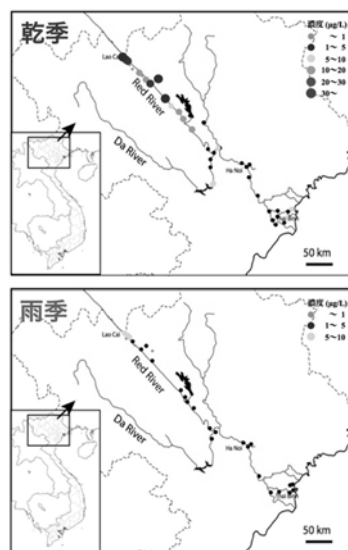 乾季
濃度 (μg/L)
~ 1
1~ 5
5~10
10~20
20~30
30~
Lao Cai
Red River
Da River
Ha Noi
50 km
雨季
濃度 (μg/L)
~ 1
1~ 5
5~10
Lao Cai
Red River
Da River
Ha Noi
50 km